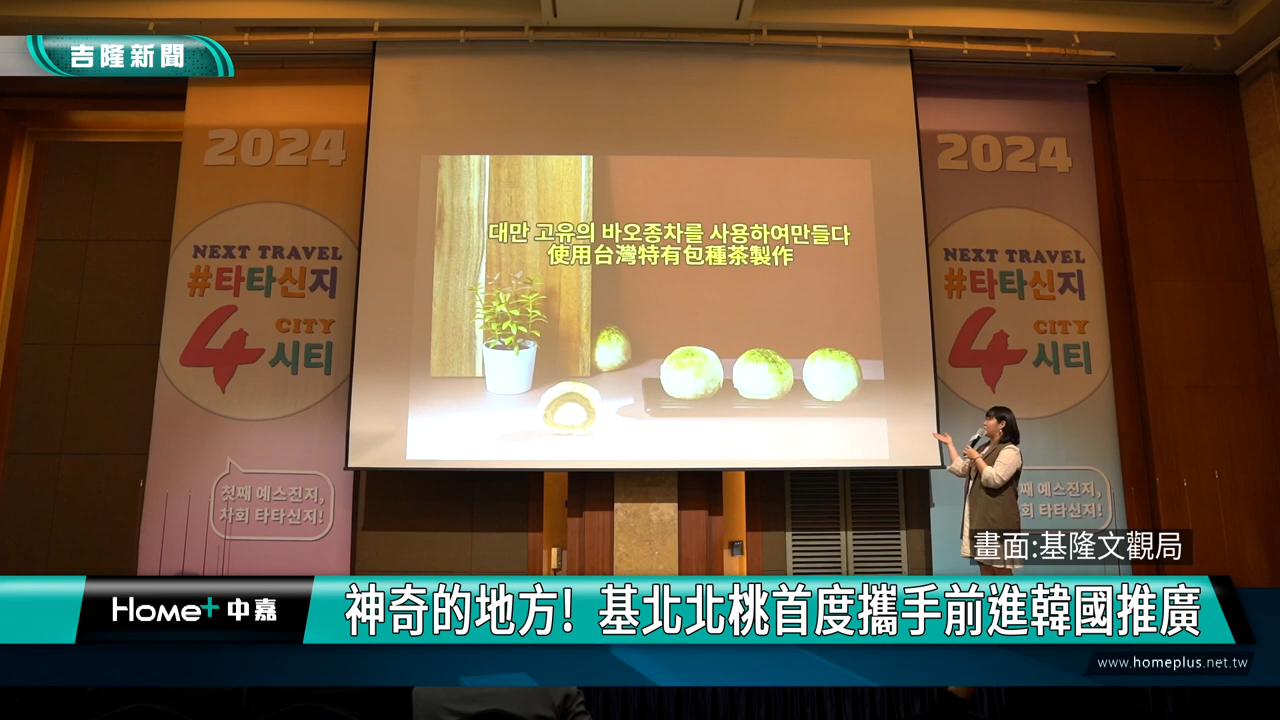 吉隆新聞
2024
NEXT TRAVEL
#타타신지
4 CITY
시티
첫째 예스진지,
차회 타타신지!
대만 고유의 바오종차를 사용하여만들다
使用台灣特有包種茶製作
2024
NEXT TRAVEL
#타타신지
4 CITY
시티
째 예스진지,
회 타타신지!
畫面:基隆文觀局
Home+ 中嘉
神奇的地方! 基北北桃首度攜手前進韓國推廣
www.homeplus.net.tw